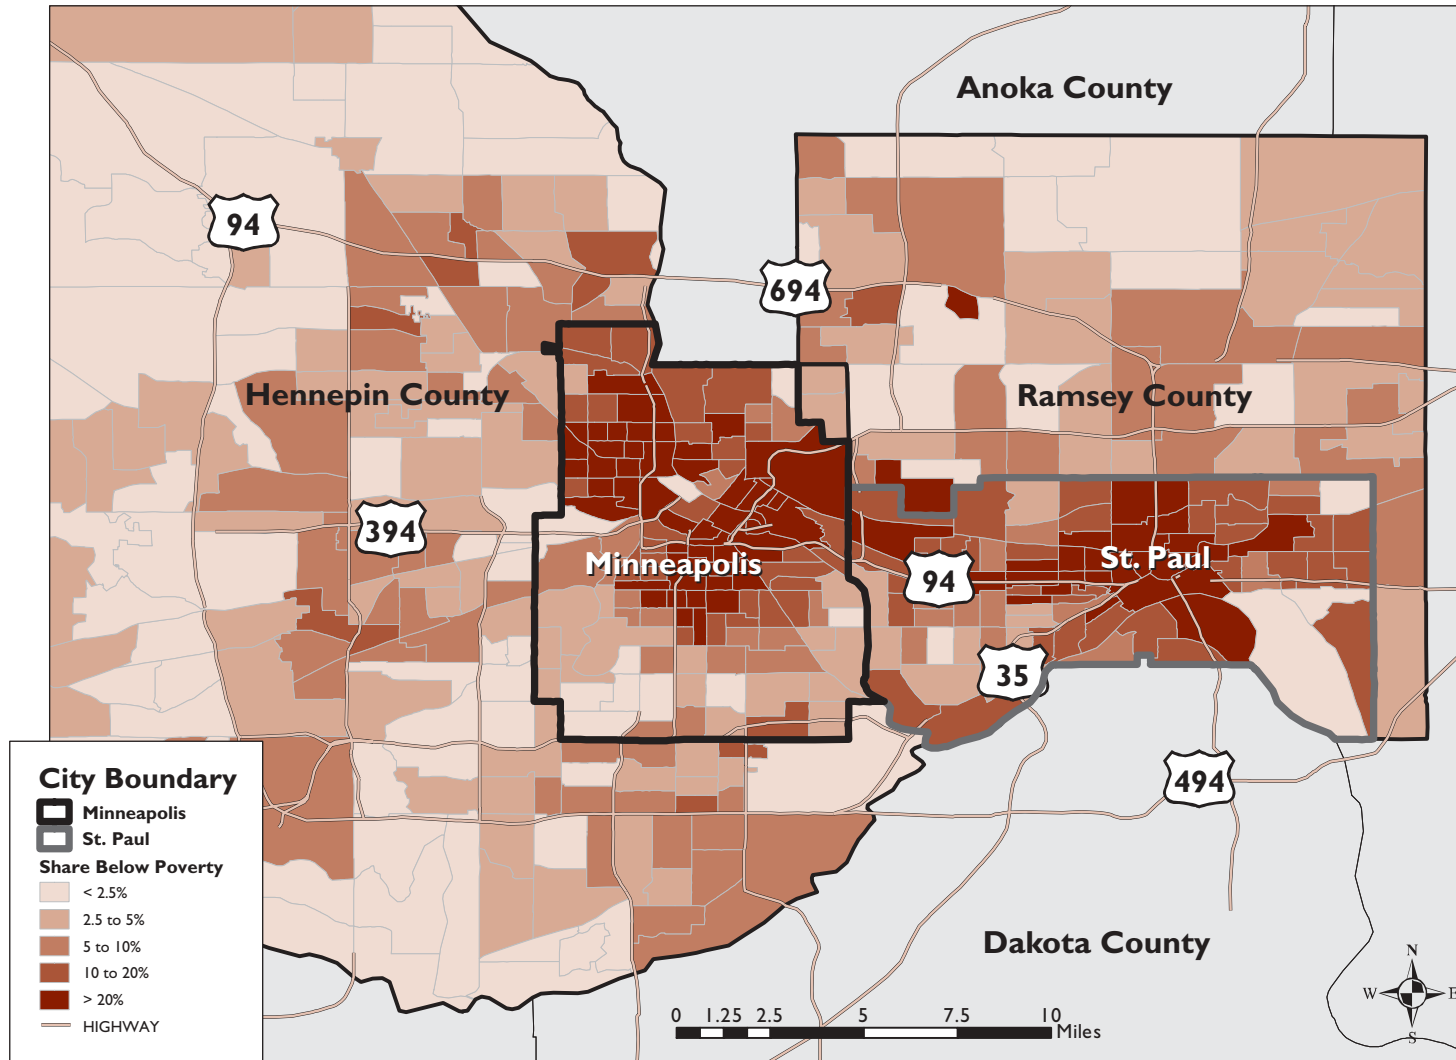 Anoka County
94
694
Hennepin County
Ramsey County
394
Minneapolis
94
St. Paul
35
494
City Boundary
Minneapolis
St. Paul
Share Below Poverty
< 2.5%
2.5 to 5%
5 to 10%
10 to 20%
> 20%
HIGHWAY
Dakota County
N
W E
S
0 1.25 2.5 5 7.5 10
Miles